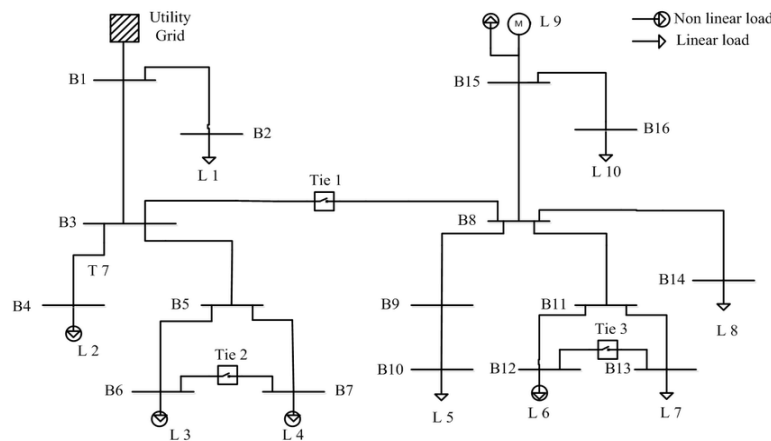 Utility
Grid
M
L 9
Non linear load
Linear load
B1
B15
B2
B16
L 1
L 10
Tie 1
B3
B8
T 7
B14
B4
B5
B9
B11
L 2
L 8
Tie 2
Tie 3
B6
B7
B10
B12
B13
L 3
L 4
L 5
L 6
L 7